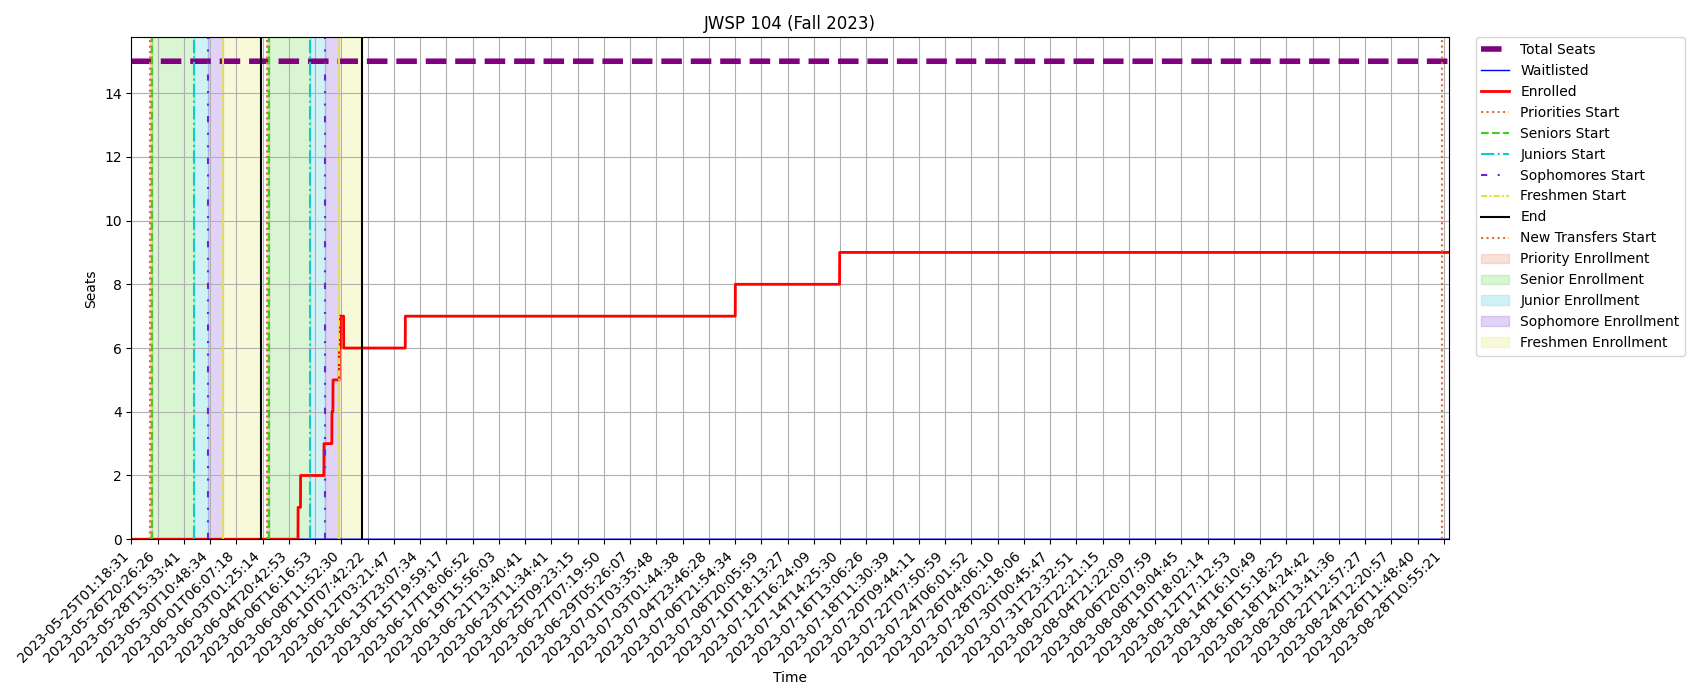 JWSP 104 (Fall 2023)
Seats
14
12
10
8
6
4
2
0
2023-05-25T01:18:31
2023-05-26T20:26:26
2023-05-28T15:33:41
2023-05-30T10:48:34
2023-06-01T06:07:18
2023-06-03T01:25:14
2023-06-04T20:42:53
2023-06-06T16:16:53
2023-06-08T11:52:30
2023-06-10T07:42:22
2023-06-12T03:21:47
2023-06-13T23:07:34
2023-06-15T19:59:17
2023-06-17T18:06:52
2023-06-19T15:56:03
2023-06-21T13:40:41
2023-06-23T11:34:41
2023-06-25T09:23:15
2023-06-27T07:19:50
2023-06-29T05:26:07
2023-07-01T03:35:48
2023-07-03T01:44:38
2023-07-04T23:46:28
2023-07-06T21:54:34
2023-07-08T20:05:59
2023-07-10T18:13:27
2023-07-12T16:24:09
2023-07-14T14:25:30
2023-07-16T13:06:26
2023-07-18T11:30:39
2023-07-20T09:44:11
2023-07-22T07:50:59
2023-07-24T06:01:52
2023-07-26T04:06:10
2023-07-28T02:18:06
2023-07-30T00:45:47
2023-07-31T23:32:51
2023-08-02T22:21:15
2023-08-04T21:22:09
2023-08-06T20:07:59
2023-08-08T19:04:45
2023-08-10T18:02:14
2023-08-12T17:12:53
2023-08-14T16:10:49
2023-08-16T15:18:25
2023-08-18T14:24:42
2023-08-20T13:41:36
2023-08-22T12:57:27
2023-08-24T12:20:57
2023-08-26T11:48:40
2023-08-28T10:55:21
Time
Total Seats
Waitlisted
Enrolled
Priorities Start
Seniors Start
Juniors Start
Sophomores Start
Freshmen Start
End
New Transfers Start
Priority Enrollment
Senior Enrollment
Junior Enrollment
Sophomore Enrollment
Freshmen Enrollment